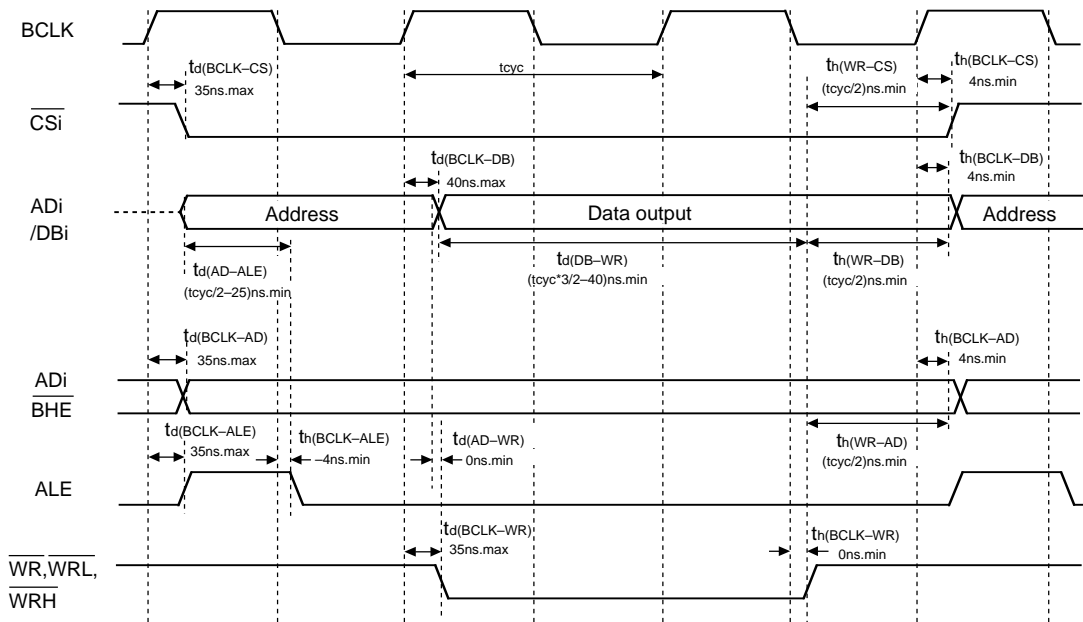 BCLK
td(BCLK–CS)
35ns.max
tcyc
th(WR–CS)
(tcyc/2)ns.min
th(BCLK–CS)
4ns.min
CSi
td(BCLK–DB)
40ns.max
th(BCLK–DB)
4ns.min
ADi
/DBi
Address
Data output
Address
td(AD–ALE)
(tcyc/2–25)ns.min
td(DB–WR)
(tcyc*3/2–40)ns.min
th(WR–DB)
(tcyc/2)ns.min
td(BCLK–AD)
35ns.max
th(BCLK–AD)
4ns.min
ADi
BHE
td(BCLK–ALE)
35ns.max
th(BCLK–ALE)
–4ns.min
td(AD–WR)
0ns.min
th(WR–AD)
(tcyc/2)ns.min
ALE
td(BCLK–WR)
35ns.max
th(BCLK–WR)
0ns.min
WR,WRL,
WRH